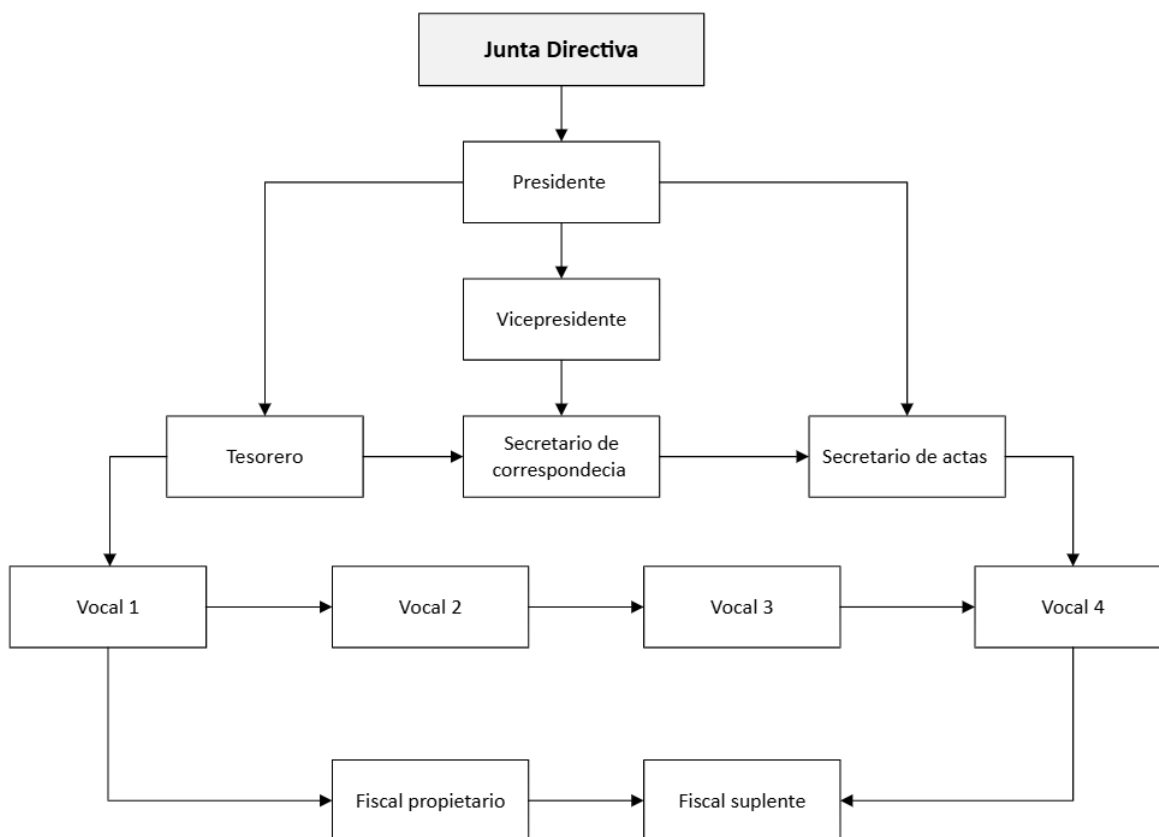 Junta Directiva
Presidente
Vicepresidente
Tesorero
Secretario de
correspondecia
Secretario de actas
Vocal 1
Vocal 2
Vocal 3
Vocal 4
Fiscal propietario
Fiscal suplente